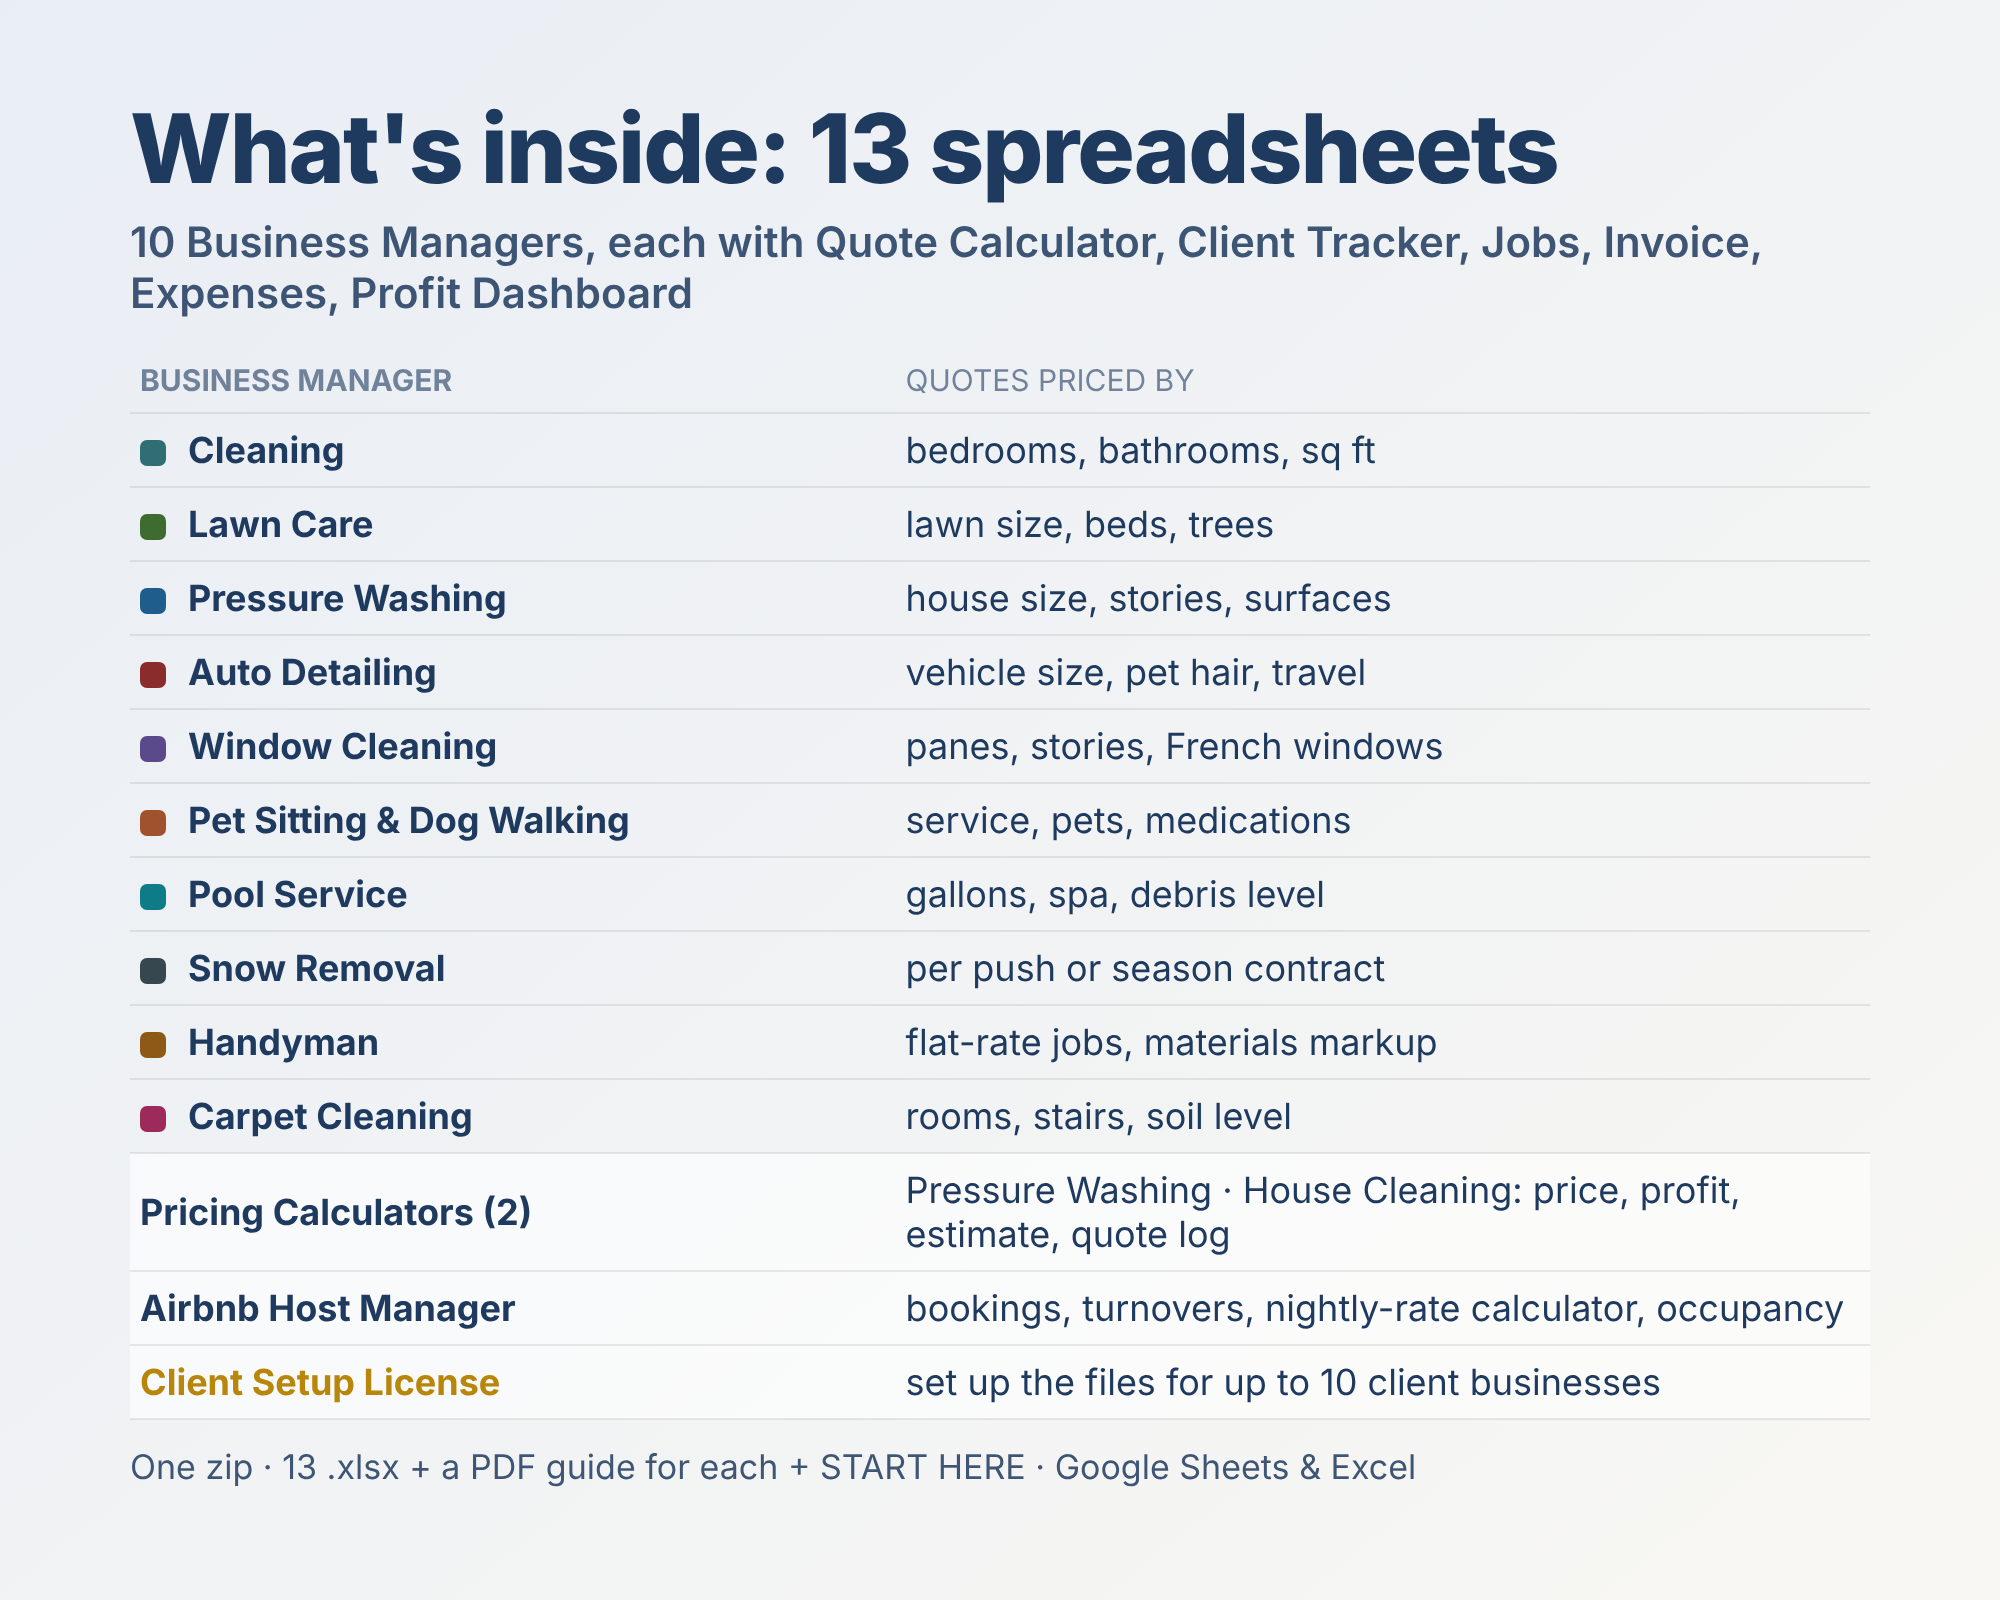 What's inside: 13 spreadsheets
10 Business Managers, each with Quote Calculator, Client Tracker, Jobs, Invoice,
Expenses, Profit Dashboard
BUSINESS MANAGER QUOTES PRICED BY
Cleaning bedrooms, bathrooms, sq ft
Lawn Care lawn size, beds, trees
Pressure Washing house size, stories, surfaces
Auto Detailing vehicle size, pet hair, travel
Window Cleaning panes, stories, French windows
Pet Sitting & Dog Walking service, pets, medications
Pool Service gallons, spa, debris level
Snow Removal per push or season contract
Handyman flat-rate jobs, materials markup
Carpet Cleaning rooms, stairs, soil level
Pricing Calculators (2) Pressure Washing · House Cleaning: price, profit,
estimate, quote log
Airbnb Host Manager bookings, turnovers, nightly-rate calculator, occupancy
Client Setup License set up the files for up to 10 client businesses
One zip · 13 .xlsx + a PDF guide for each + START HERE · Google Sheets & Excel